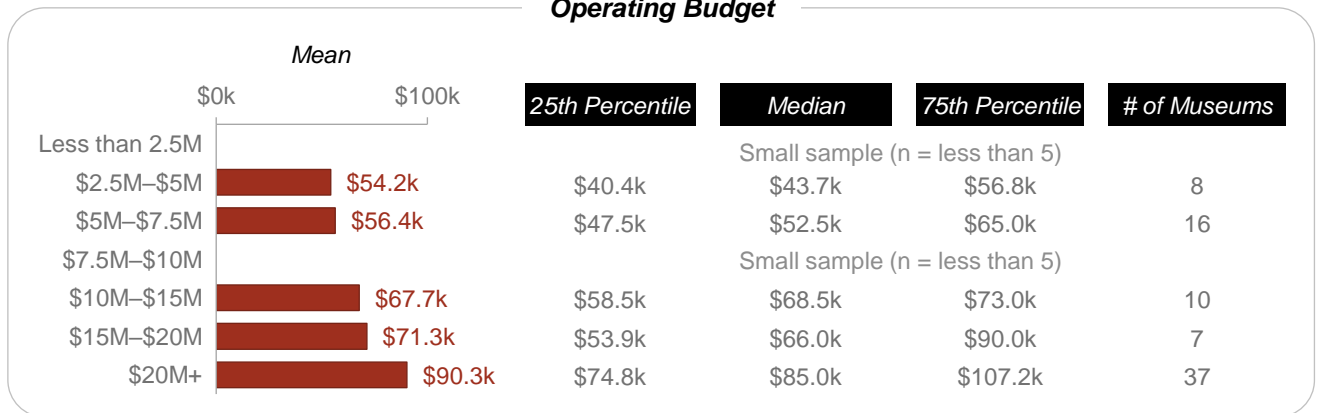 Operating Budget
Mean
$0k $100k 25th Percentile Median 75th Percentile # of Museums
Less than 2.5M Small sample (n = less than 5)
$2.5M–$5M $54.2k $40.4k $43.7k $56.8k 8
$5M–$7.5M $56.4k $47.5k $52.5k $65.0k 16
$7.5M–$10M Small sample (n = less than 5)
$10M–$15M $67.7k $58.5k $68.5k $73.0k 10
$15M–$20M $71.3k $53.9k $66.0k $90.0k 7
$20M+ $90.3k $74.8k $85.0k $107.2k 37